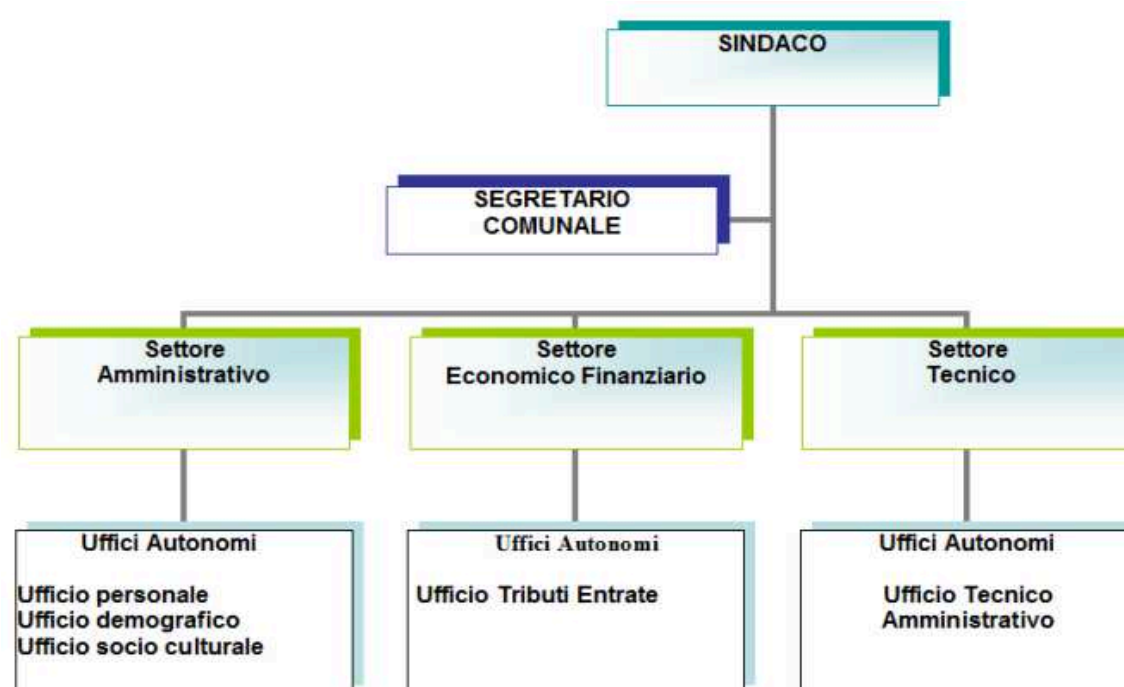 SINDACO
SEGRETARIO
COMUNALE
Settore
Amministrativo
Settore
Economico Finanziario
Settore
Tecnico
Uffici Autonomi
Ufficio personale
Ufficio demografico
Ufficio socio culturale
Uffici Autonomi
Ufficio Tributi Entrate
Uffici Autonomi
Ufficio Tecnico
Amministrativo